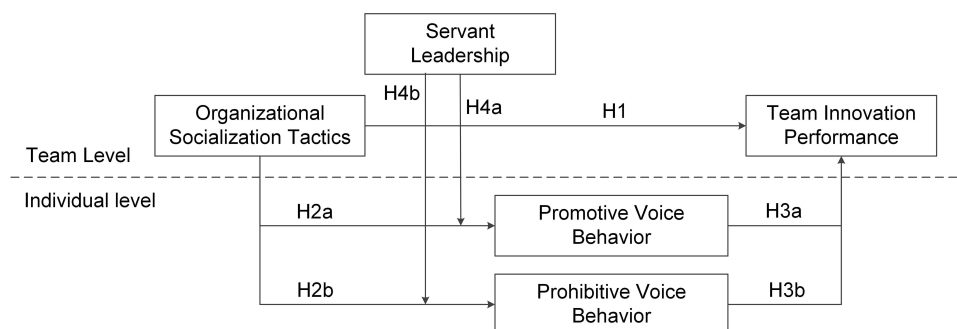 Servant
Leadership
H4b
H4a
Organizational
Socialization Tactics
H1
Team Innovation
Performance
Team Level
Individual level
H2a
Promotive Voice
Behavior
H3a
H2b
Prohibitive Voice
Behavior
H3b